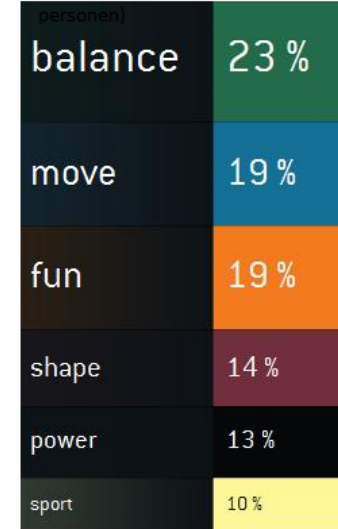 personen)
balance 23 %
move 19 %
fun 19 %
shape 14 %
power 13 %
sport 10 %